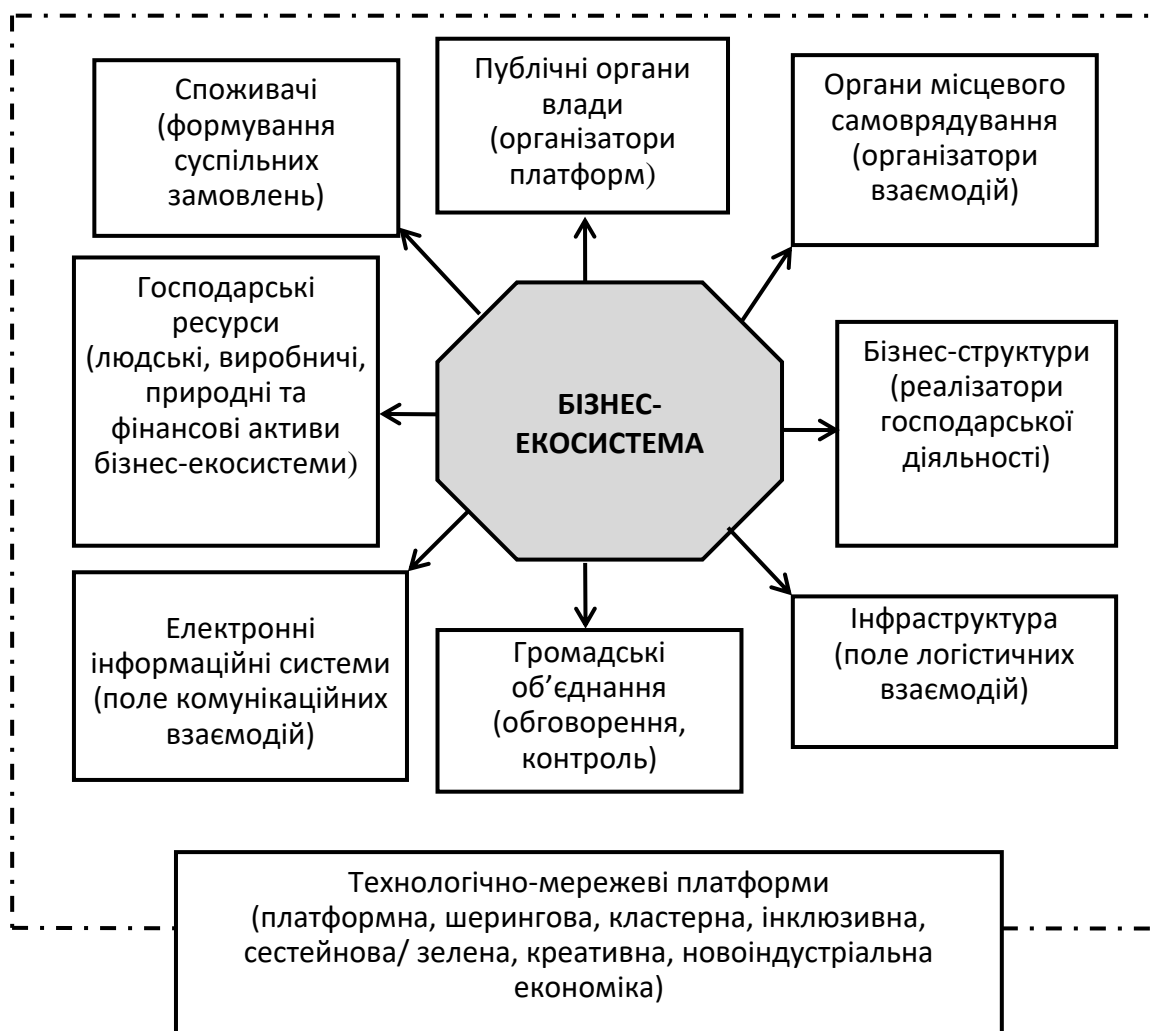 Споживачі
(формування
суспільних
замовлень)
Публічні органи
влади
(організатори
платформ)
Органи місцевого
самоврядування
(організатори
взаємодій)
Господарські
ресурси
(людські, виробничі,
природні та
фінансові активи
бізнес-екосистеми)
БІЗНЕС-
ЕКОСИСТЕМА
Бізнес-структури
(реалізатори
господарської
діяльності)
Електронні
інформаційні системи
(поле комунікаційних
взаємодій)
Громадські
об’єднання
(обговорення,
контроль)
Інфраструктура
(поле логістичних
взаємодій)
Технологічно-мережеві платформи
(платформна, шерингова, кластерна, інклюзивна,
сестейнова/ зелена, креативна, новоіндустріальна
економіка)